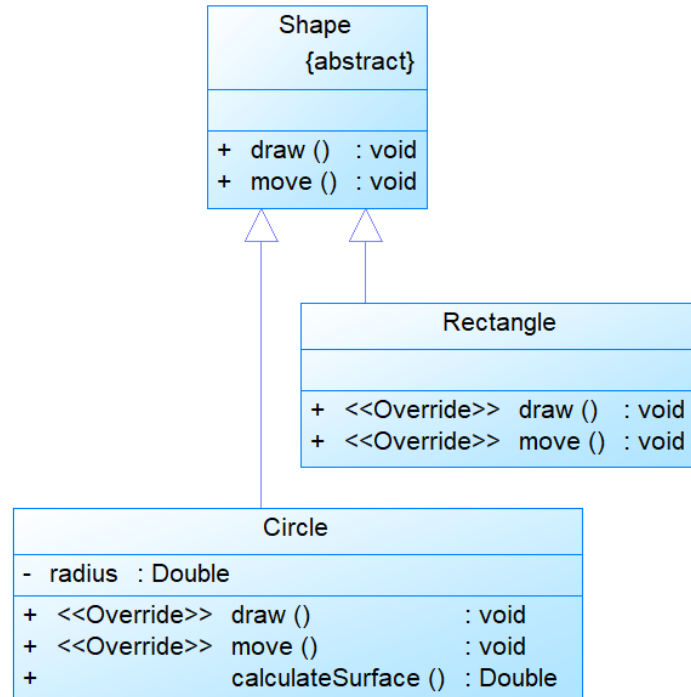 Shape
{abstract}
+ draw () : void
+ move () : void
Rectangle
+ <<Override>> draw () : void
+ <<Override>> move () : void
Circle
- radius : Double
+ <<Override>> draw () : void
+ <<Override>> move () : void
+ calculateSurface () : Double